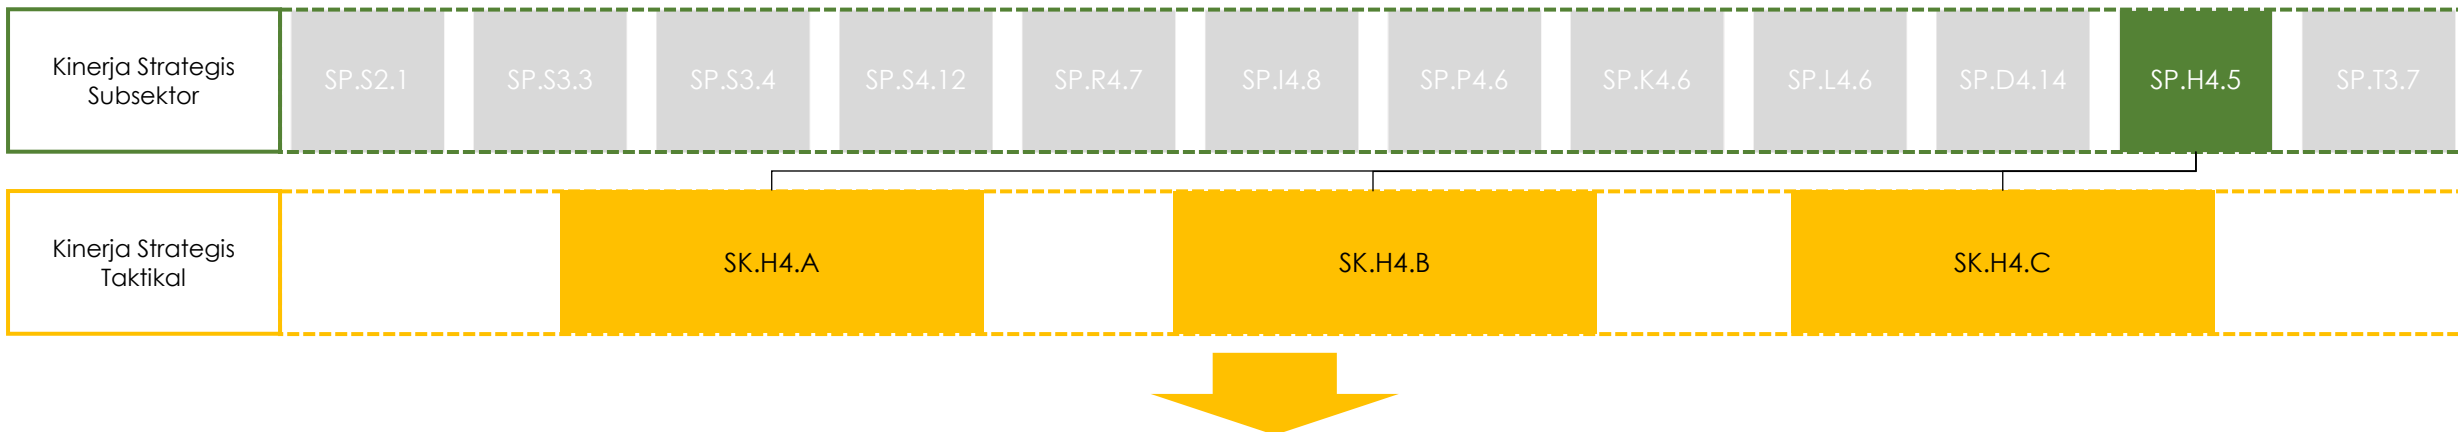 Kinerja Strategis
Subsektor
SP.S2.1
SP.S3.3
SP.S3.4
SP.S4.12
SP.R4.7
SP.I4.8
SP.P4.6
SP.K4.6
SP.L4.6
SP.D4.14
SP.H4.5
SP.T3.7
Kinerja Strategis
Taktikal
SK.H4.A
SK.H4.B
SK.H4.C